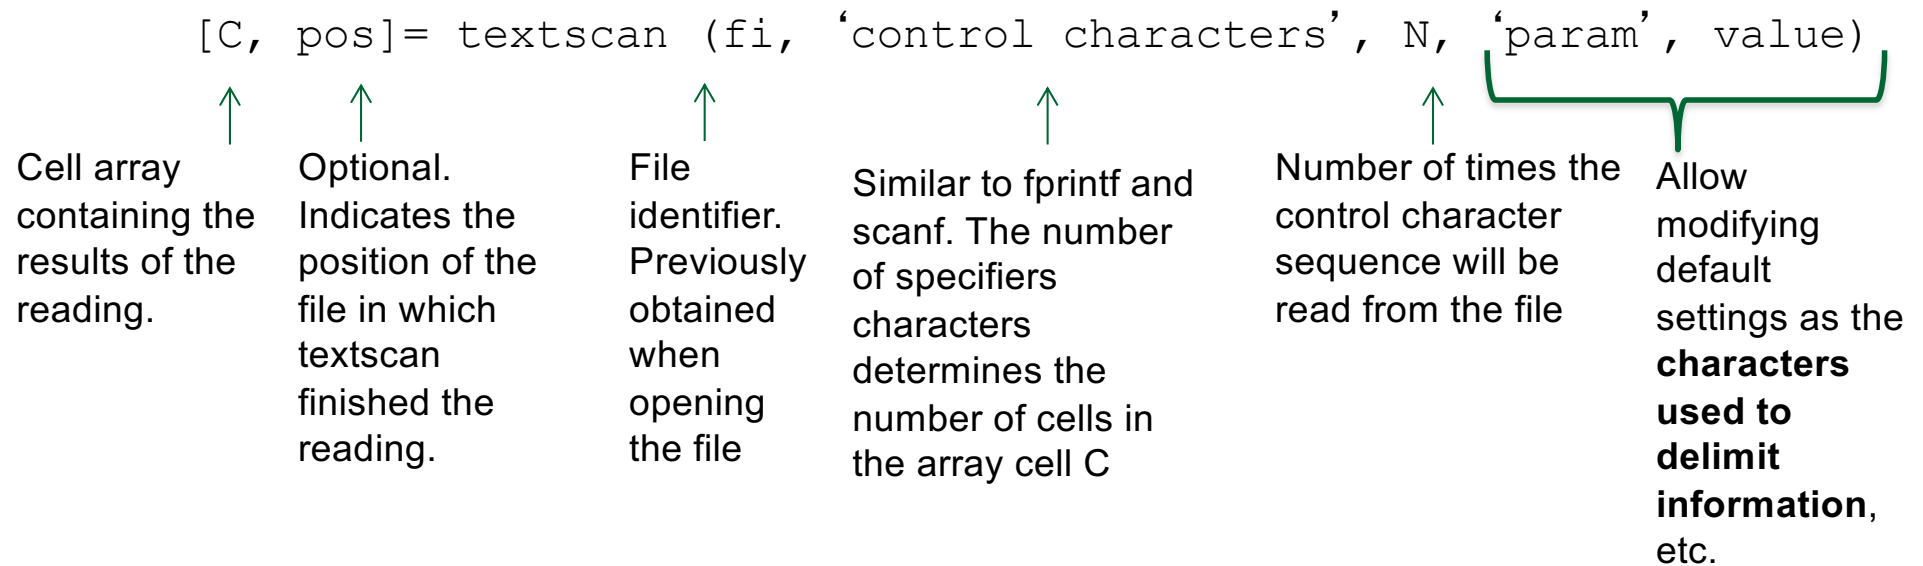 [C, pos]= textscan (fi, ‘control characters’, N, ‘param’, value)
Cell array
containing the
results of the
reading.
Optional.
Indicates the
position of the
file in which
textscan
finished the
reading.
File
identifier.
Previously
obtained
when
opening
the file
Similar to fprintf and
scanf. The number
of specifiers
characters
determines the
number of cells in
the array cell C
Number of times the
control character
sequence will be
read from the file
Allow
modifying
default
settings as the
characters
used to
delimit
information,
etc.